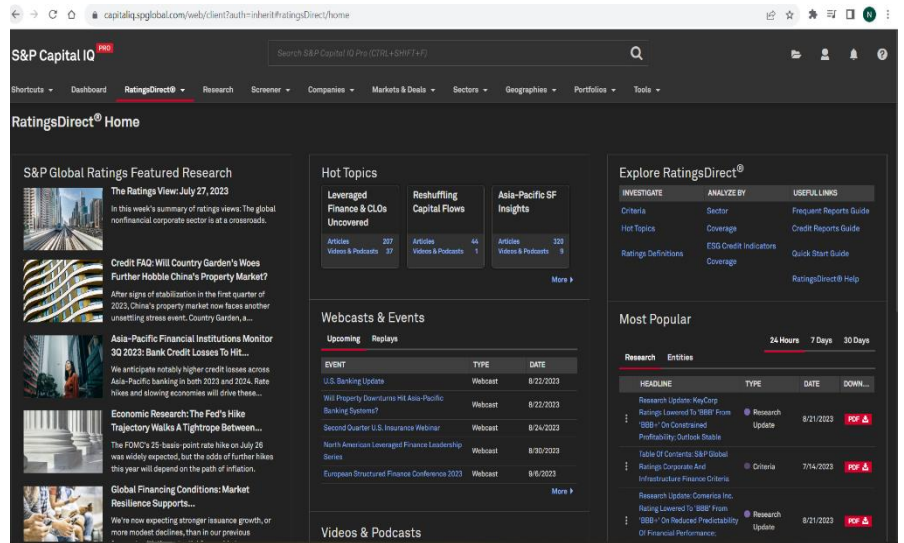 capitaliq.spglobal.com/web/client?auth=inherit#ratingsDirect/home
N
S&P Capital IQ PRO
Search S&P Capital IQ Pro (CTRL+SHIFT+F)
Shortcuts Dashboard RatingsDirect® Research Screener Companies Markets & Deals Sectors Geographies Portfolios Tools
RatingsDirect® Home
S&P Global Ratings Featured Research
The Ratings View: July 27, 2023
In this week's summary of ratings views: The global
nonfinancial corporate sector is at a crossroads.
Credit FAQ: Will Country Garden's Woes
Further Hobble China's Property Market?
After signs of stabilization in the first quarter of
2023, China's property market now faces another
unsettling stress event. Country Garden, a...
Asia-Pacific Financial Institutions Monitor
3Q 2023: Bank Credit Losses To Hit...
We anticipate notably higher credit losses across
Asia-Pacific banking in both 2023 and 2024. Rate
hikes and slowing economies will drive these...
Economic Research: The Fed's Hike
Trajectory Walks A Tightrope Between...
The FOMC's 25-basis-point rate hike on July 26
was widely expected, but the odds of further hikes
this year will depend on the path of inflation.
Global Financing Conditions: Market
Resilience Supports...
We're now expecting stronger issuance growth, or
more modest declines, than in our previous
Hot Topics
Leveraged
Finance & CLOs
Uncovered
Articles 207
Videos & Podcasts 37
Reshuffling
Capital Flows
Articles 44
Videos & Podcasts 1
Asia-Pacific SF
Insights
Articles 320
Videos & Podcasts 9
More
Webcasts & Events
Upcoming Replays
EVENT TYPE DATE
U.S. Banking Update Webcast 8/22/2023
Will Property Downturns Hit Asia-Pacific
Banking Systems? Webcast 8/22/2023
Second Quarter U.S. Insurance Webinar Webcast 8/24/2023
North American Leveraged Finance Leadership
Series Webcast 8/30/2023
European Structured Finance Conference 2023 Webcast 9/6/2023
More
Videos & Podcasts
Explore RatingsDirect®
INVESTIGATE ANALYZE BY USEFUL LINKS
Criteria Sector Frequent Reports Guide
Hot Topics Coverage Credit Reports Guide
Ratings Definitions ESG Credit Indicators
Coverage Quick Start Guide
RatingsDirect® Help
Most Popular
24 Hours 7 Days 30 Days
Research Entities
HEADLINE TYPE DATE DOWN...
Research Update: KeyCorp
Ratings Lowered To 'BBB' From
'BBB+' On Constrained
Profitability; Outlook Stable
Research
Update
8/21/2023 PDF
Table Of Contents: S&P Global
Ratings Corporate And
Infrastructure Finance Criteria
Criteria 7/14/2023 PDF
Research Update: Comerica Inc.
Rating Lowered To 'BBB' From
'BBB+' On Reduced Predictability
Of Financial Performance;
Research
Update
8/21/2023 PDF